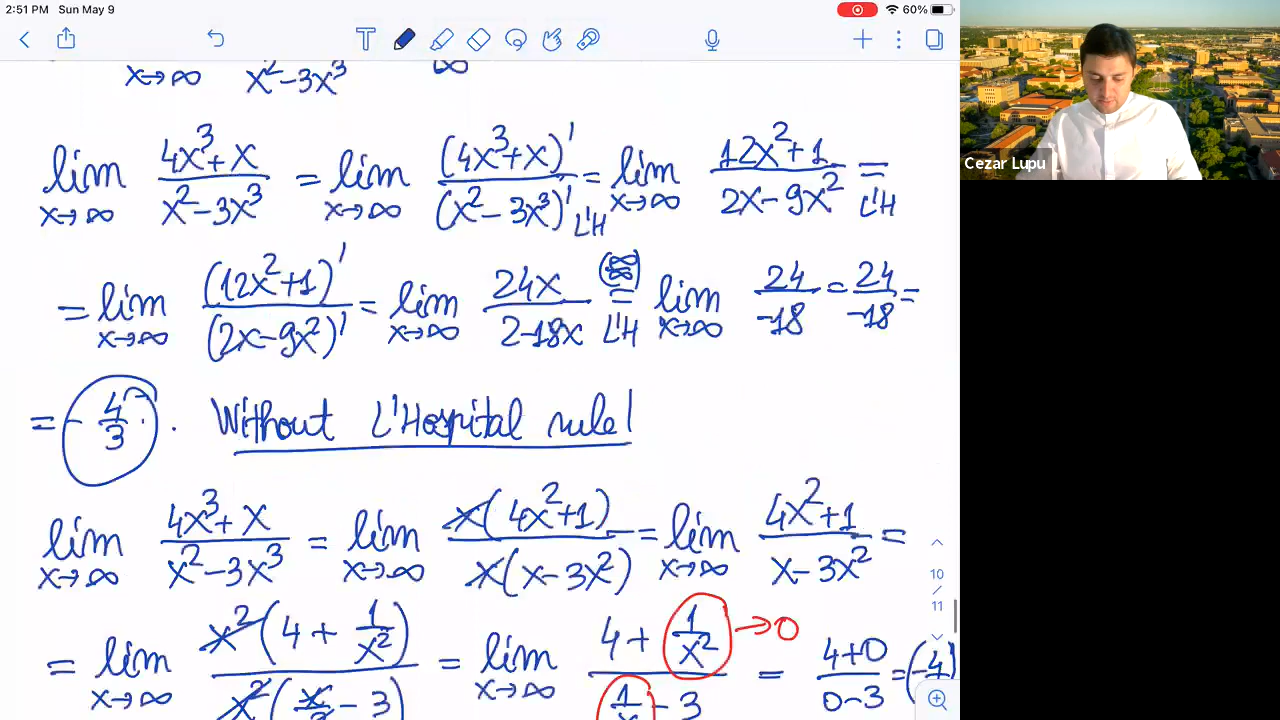 2:51 PM Sun May 9
60%
T
Cezar Lupu
x→∞ x²-3x³ ∞
lim x→∞ (4x³+x)/(x²-3x³) = lim x→∞ (4x³+x)'/(x²-3x³)' = L'H lim x→∞ (12x²+1)/(2x-9x²) = L'H
= lim x→∞ (12x²+1)'/(2x-9x²)' = lim x→∞ 24x/(2-18x) (∞/∞) = L'H lim x→∞ 24/-18 = 24/-18 =
= -4/3 . Without L'Hospital rule!
lim x→∞ (4x³+x)/(x²-3x³) = lim x→∞ x(4x²+1)/x(x-3x²) = lim x→∞ (4x²+1)/(x-3x²) =
= lim x→∞ x²(4+1/x²)/x²(x/x²-3) = lim x→∞ (4+1/x²)/(1/x-3) →0 = (4+0)/(0-3) = (-4
10
/
11